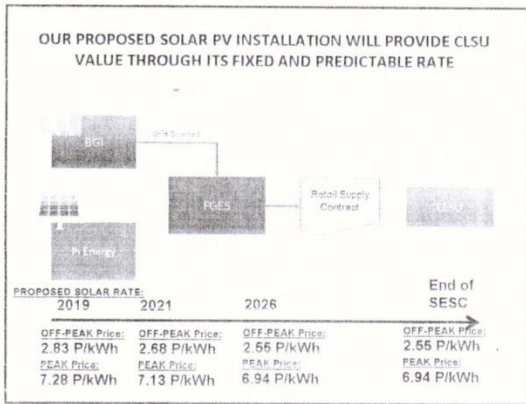 OUR PROPOSED SOLAR PV INSTALLATION WILL PROVIDE CLSU
VALUE THROUGH ITS FIXED AND PREDICTABLE RATE
BGI
FGES
Retail Supply
Contract
Pi Energy
PROPOSED SOLAR RATE:
2019 2021 2026 End of
SESC
OFF-PEAK Price: OFF-PEAK Price: OFF-PEAK Price: OFF-PEAK Price:
2.83 P/kWh 2.68 P/kWh 2.55 P/kWh 2.55 P/kWh
PEAK Price: PEAK Price: PEAK Price: PEAK Price:
7.28 P/kWh 7.13 P/kWh 6.94 P/kWh 6.94 P/kWh